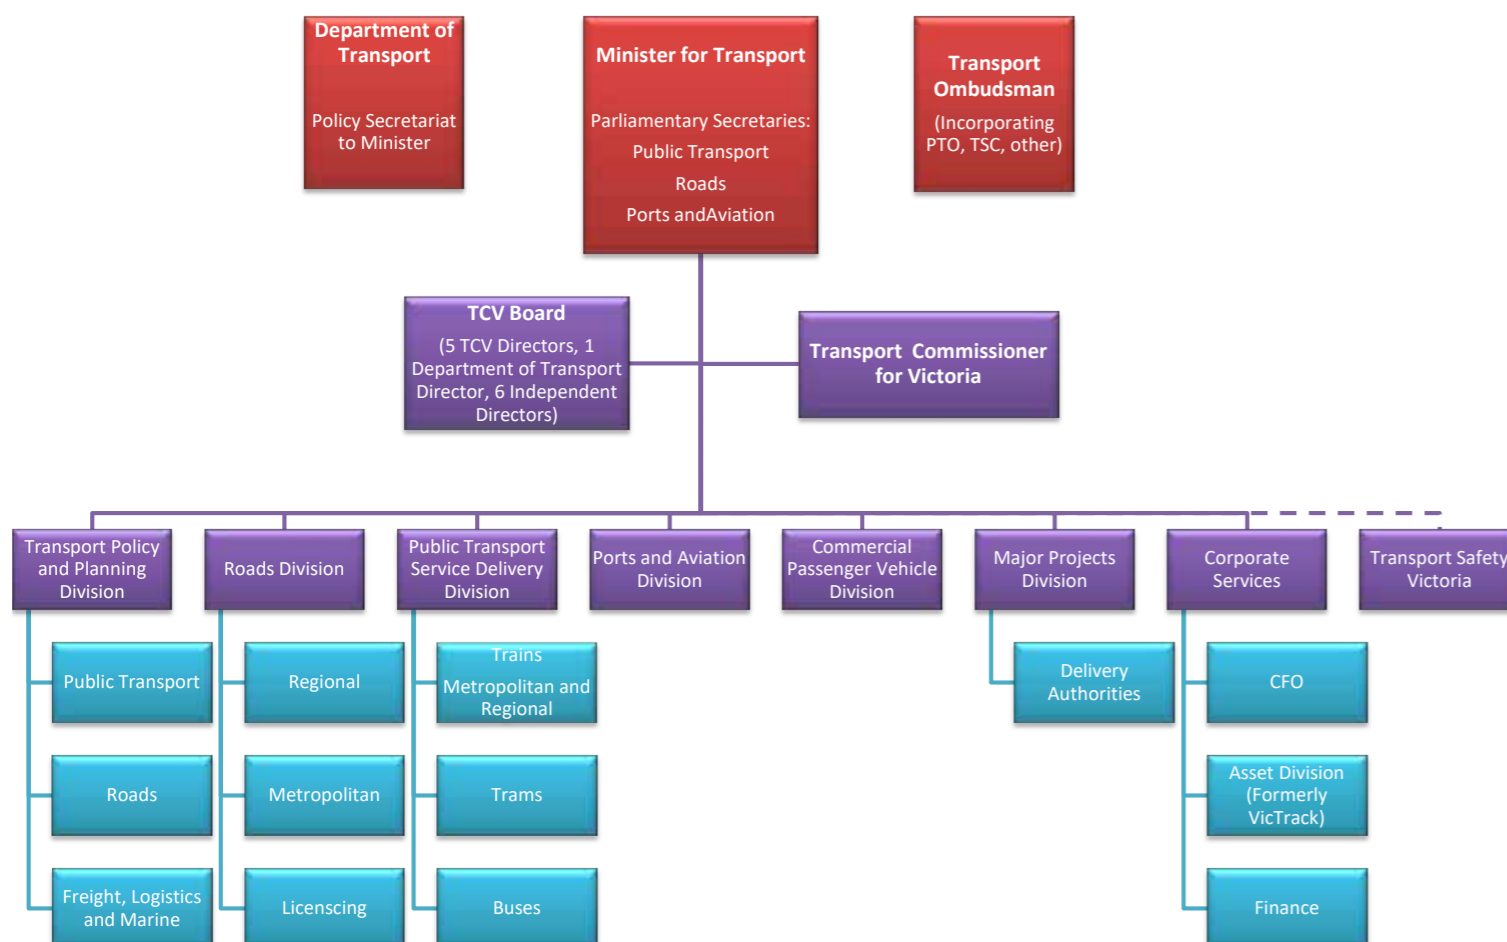 Department of
Transport
Policy Secretariat
to Minister
Minister for Transport
Parliamentary Secretaries:
Public Transport
Roads
Ports andAviation
Transport
Ombudsman
(Incorporating
PTO, TSC, other)
TCV Board
(5 TCV Directors, 1
Department of Transport
Director, 6 Independent
Directors)
Transport Commissioner
for Victoria
Transport Policy
and Planning
Division
Roads Division
Public Transport
Service Delivery
Division
Ports and Aviation
Division
Commercial
Passenger Vehicle
Division
Major Projects
Division
Corporate
Services
Transport Safety
Victoria
Public Transport
Regional
Trains
Metropolitan and
Regional
Delivery
Authorities
CFO
Roads
Metropolitan
Trams
Asset Division
(Formerly
VicTrack)
Freight, Logistics
and Marine
Licenscing
Buses
Finance